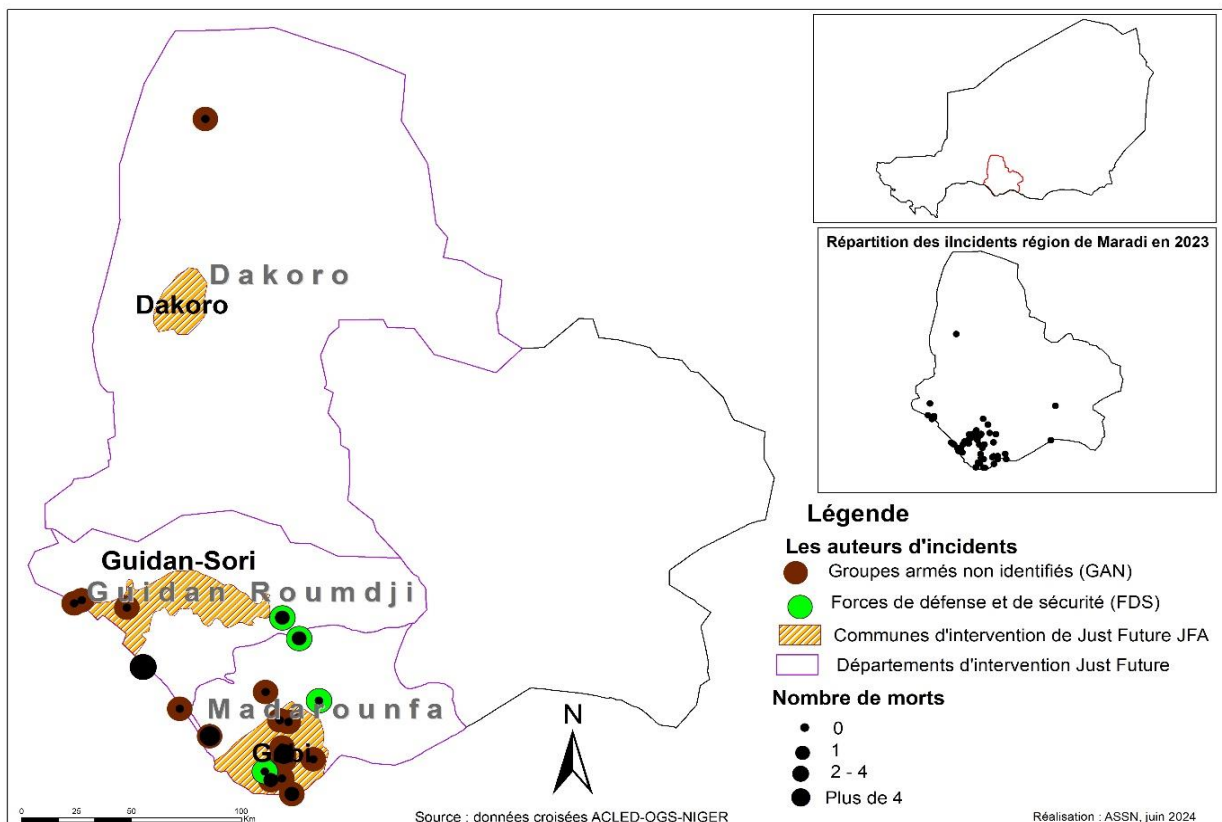 Répartition des iIncidents région de Maradi en 2023
Dakoro
Dakoro
Guidan-Sori
Guidan Roumdji
Madarounfa
Gabi
N
Légende
Les auteurs d'incidents
Groupes armés non identifiés (GAN)
Forces de défense et de sécurité (FDS)
Communes d'intervention de Just Future JFA
Départements d'intervention Just Future
Nombre de morts
0
1
2 - 4
Plus de 4
0 25 50 100
Km
Source : données croisées ACLED-OGS-NIGER
Réalisation : ASSN, juin 2024